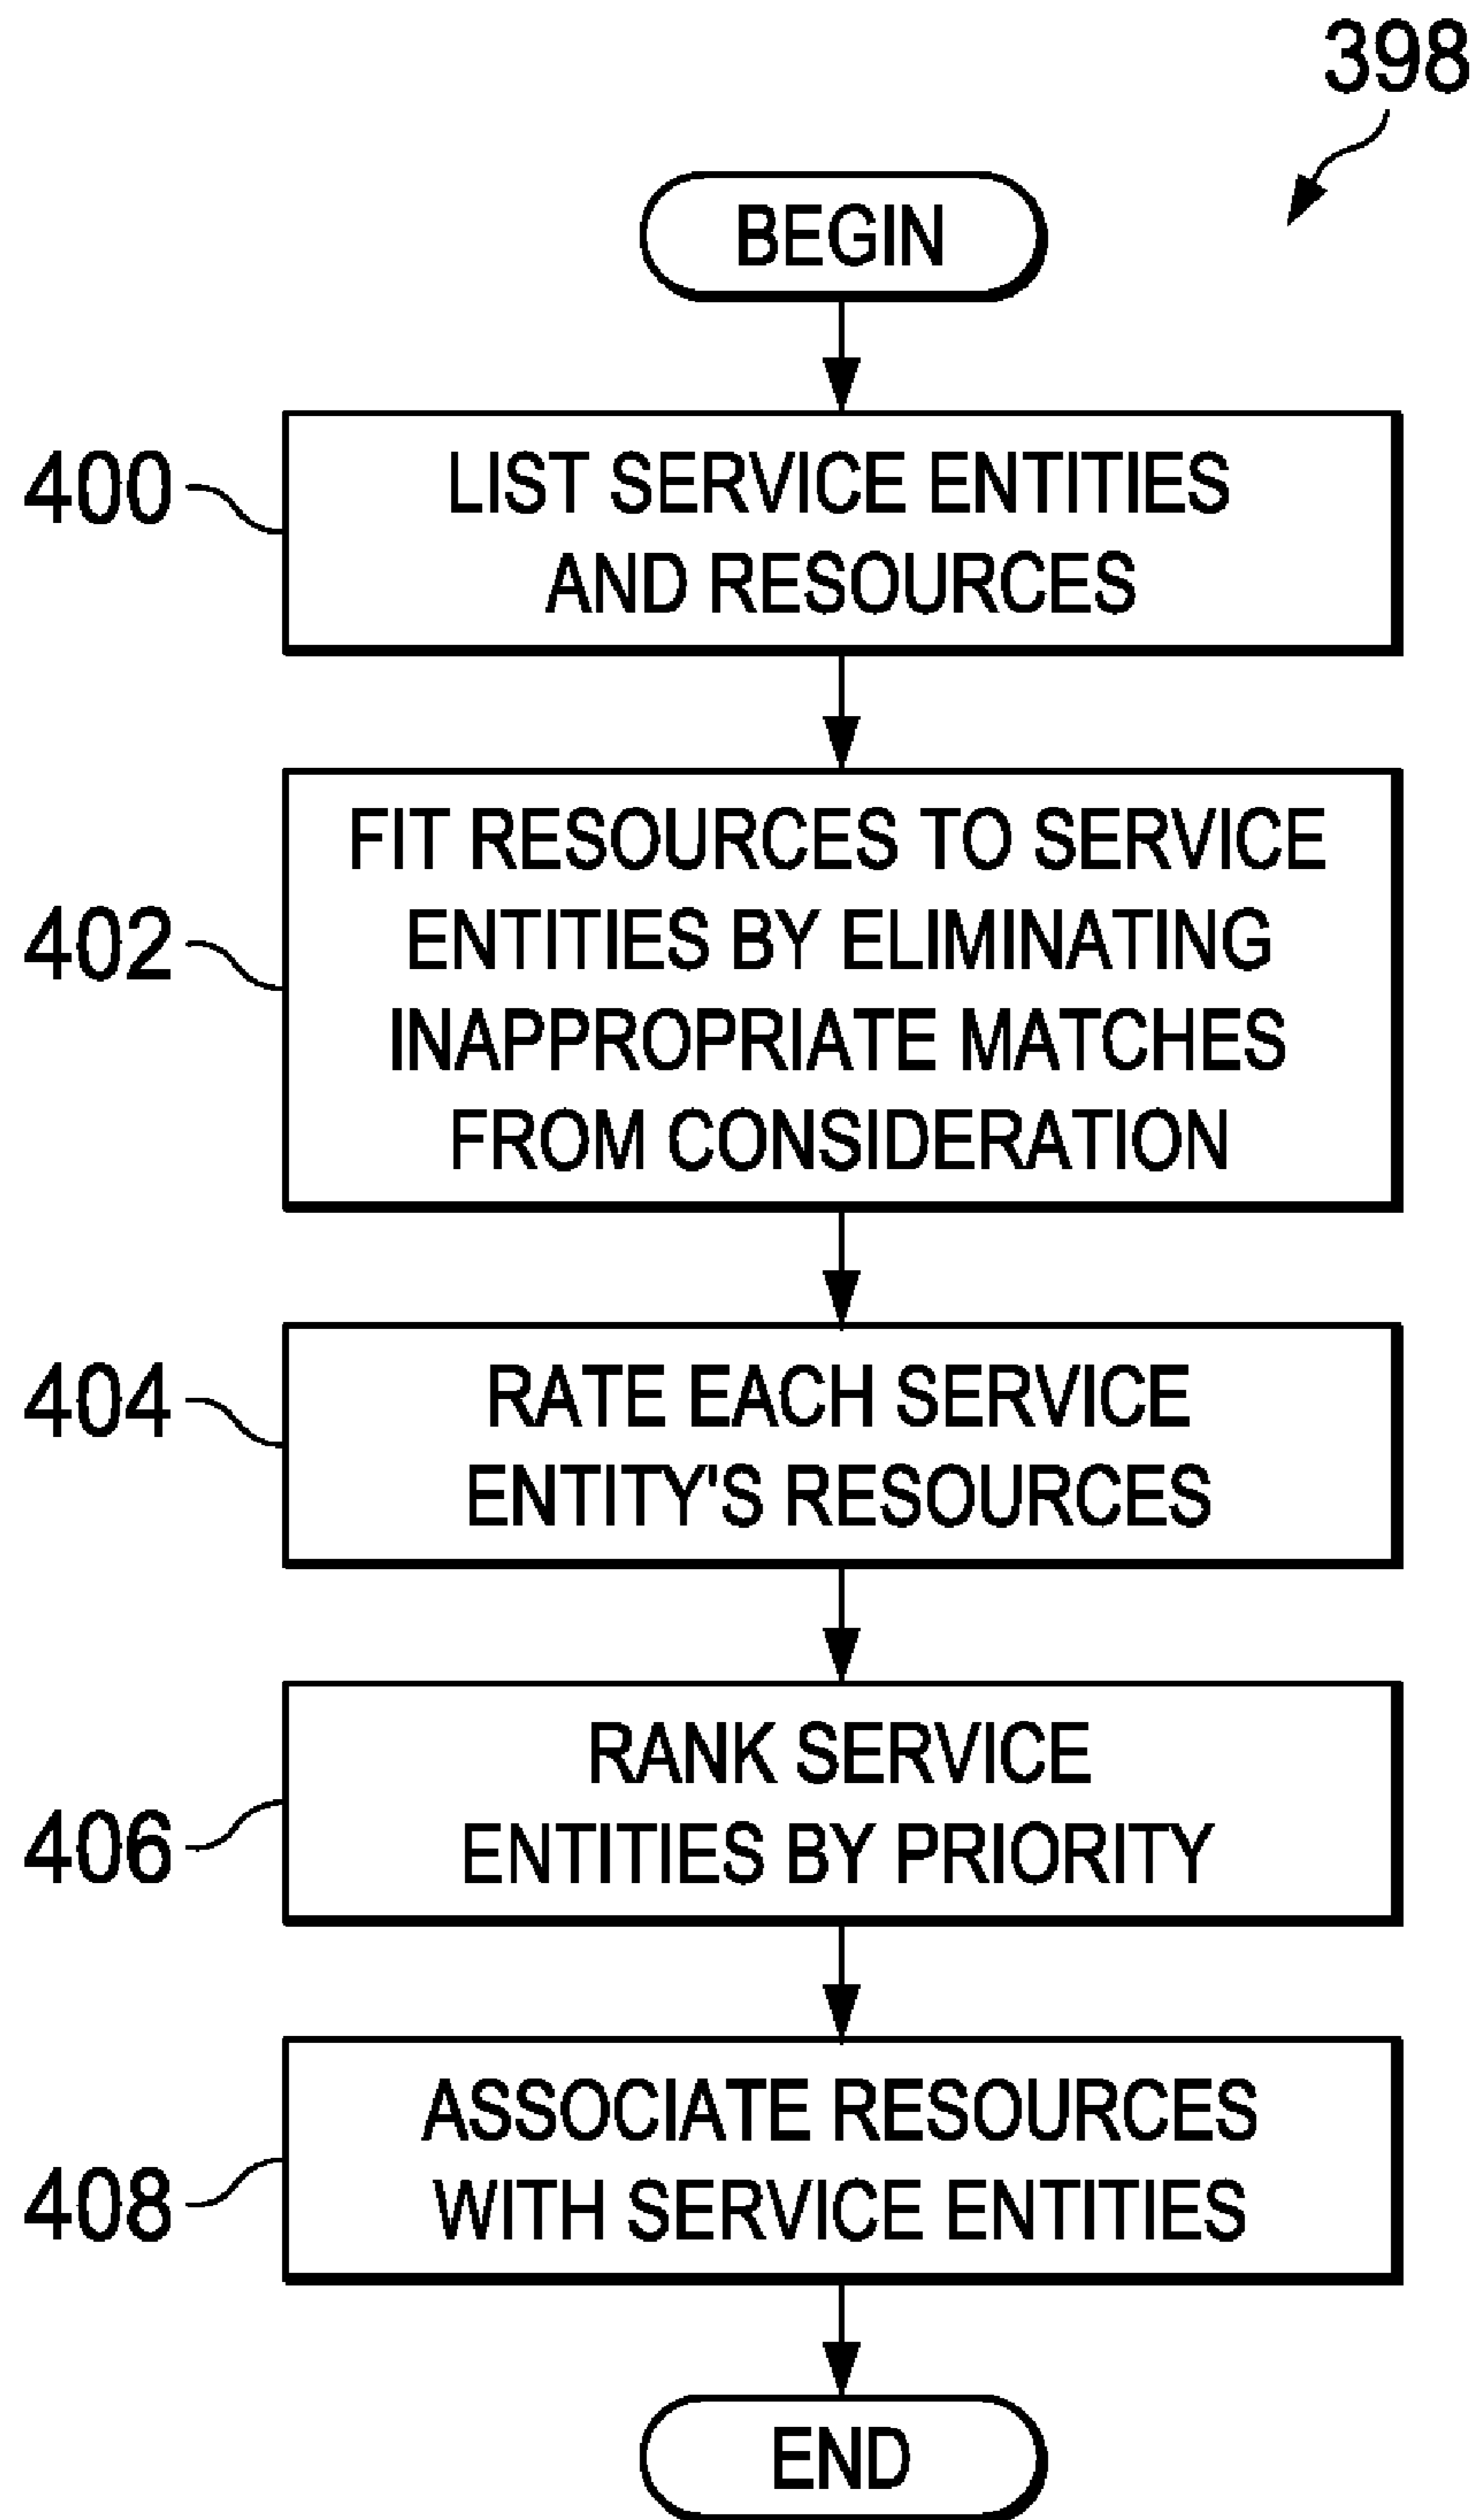 398
BEGIN
400
LIST SERVICE ENTITIES
AND RESOURCES
402
FIT RESOURCES TO SERVICE
ENTITIES BY ELIMINATING
INAPPROPRIATE MATCHES
FROM CONSIDERATION
404
RATE EACH SERVICE
ENTITY'S RESOURCES
406
RANK SERVICE
ENTITIES BY PRIORITY
408
ASSOCIATE RESOURCES
WITH SERVICE ENTITIES
END